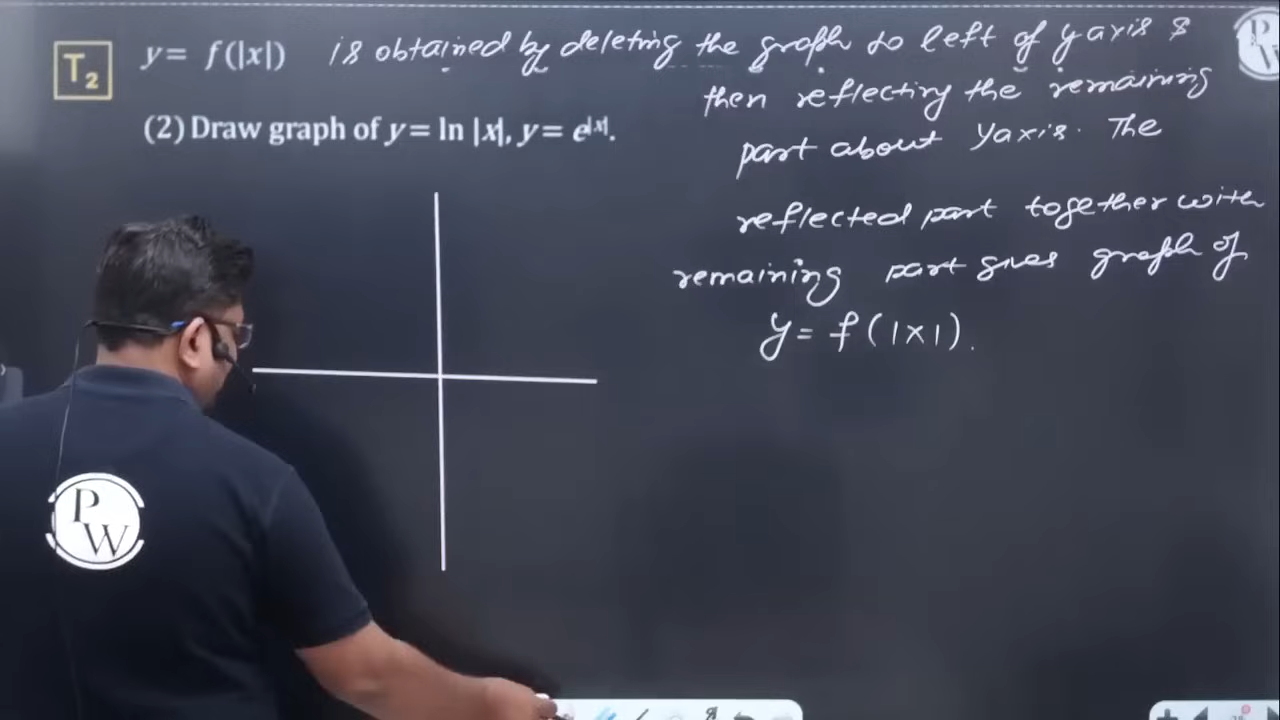 T2 y = f(|x|) is obtained by deleting the graph to left of y axis &
then reflecting the remaining
(2) Draw graph of y = ln |x|, y = e^|x|.
part about y axis. The
reflected part together with
remaining part gives graph of
y = f(|x|).
PW
PW